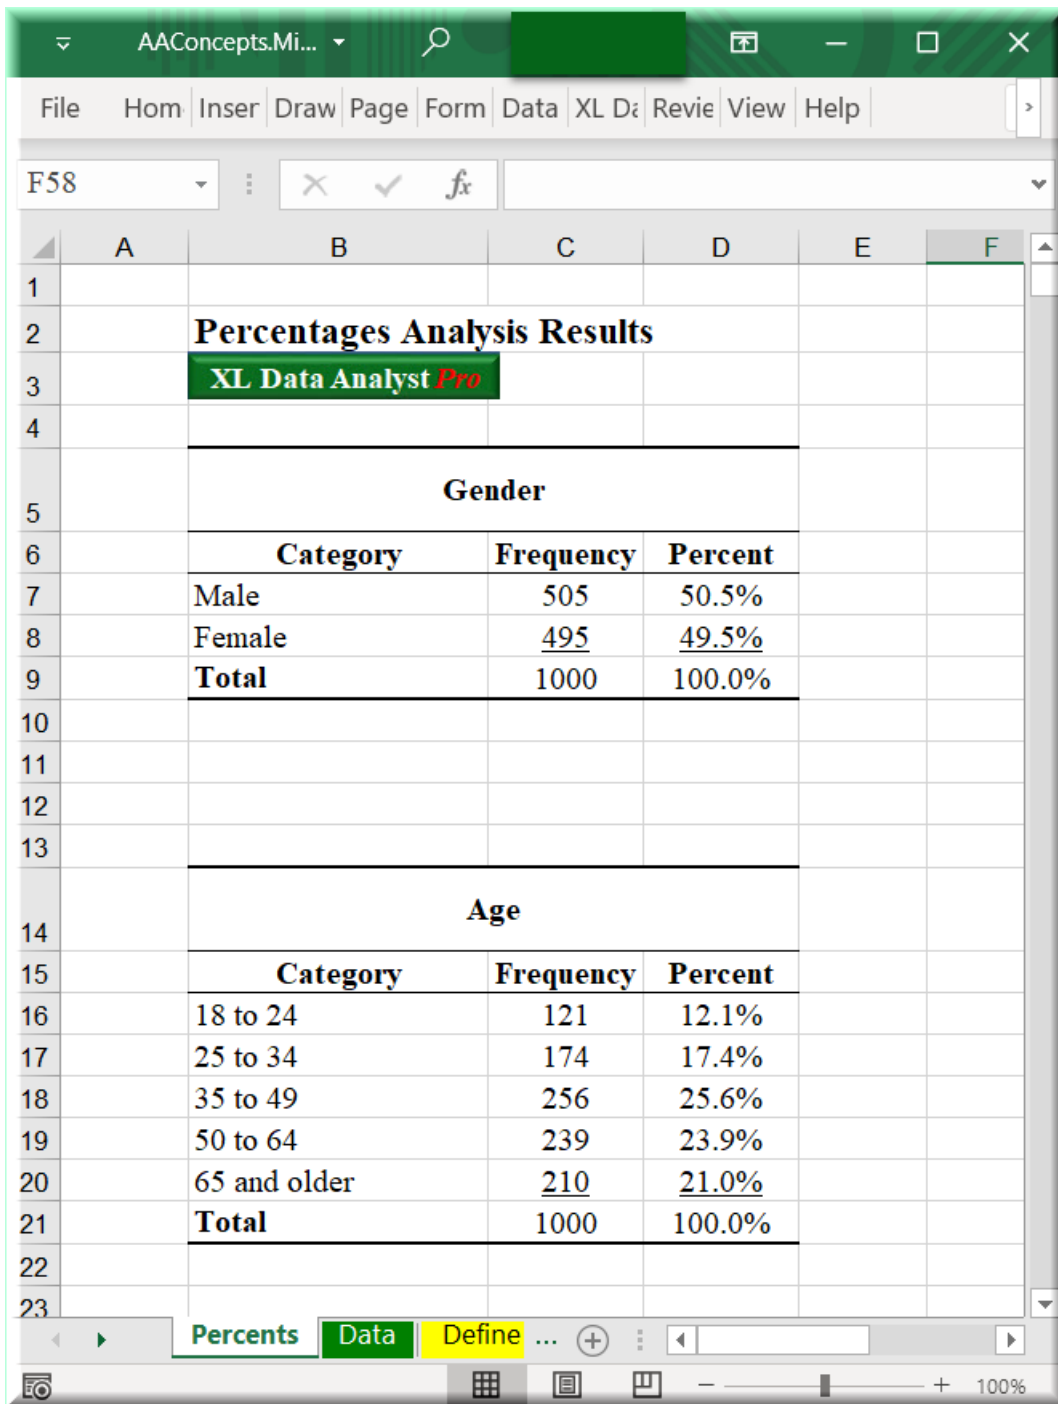 AAConcepts.Mi...
File Hom Inser Draw Page Form Data XL Da Revie View Help
F58 fx
A B C D E F
1
2 Percentages Analysis Results
3 XL Data Analyst Pro
4
5 Gender
6 Category Frequency Percent
7 Male 505 50.5%
8 Female 495 49.5%
9 Total 1000 100.0%
10
11
12
13
14 Age
15 Category Frequency Percent
16 18 to 24 121 12.1%
17 25 to 34 174 17.4%
18 35 to 49 256 25.6%
19 50 to 64 239 23.9%
20 65 and older 210 21.0%
21 Total 1000 100.0%
22
23
Percents Data Define ...
100%